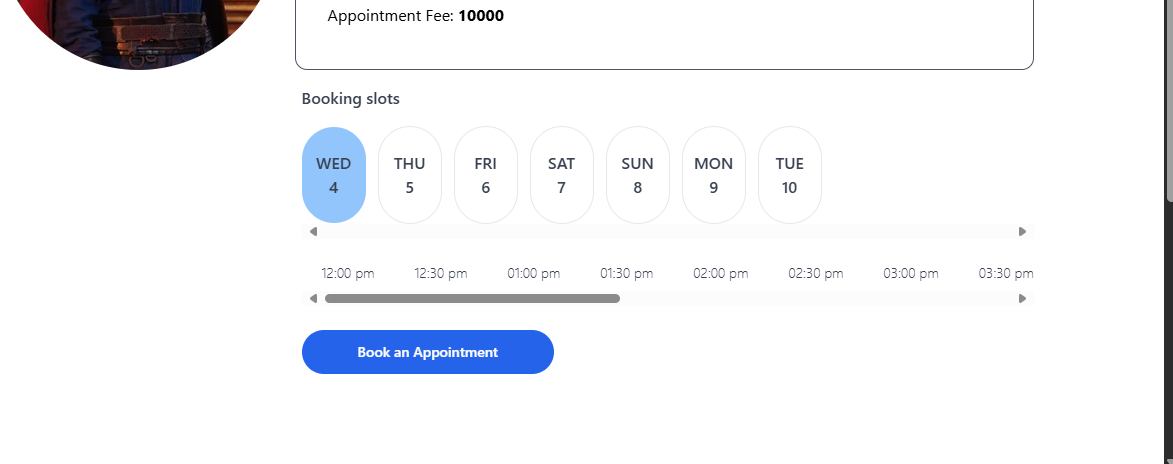 Appointment Fee: 10000
Booking slots
WED THU FRI SAT SUN MON TUE
4 5 6 7 8 9 10
12:00 pm 12:30 pm 01:00 pm 01:30 pm 02:00 pm 02:30 pm 03:00 pm 03:30 pm
Book an Appointment